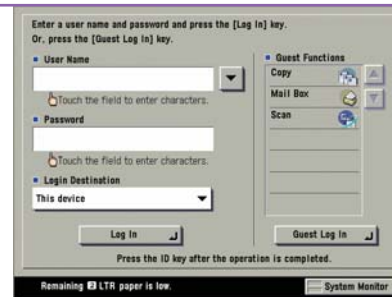 Enter a user name and password and press the [Log In] key.
Or, press the [Guest Log In] key.
User Name
Touch the field to enter characters.
Password
Touch the field to enter characters.
Login Destination
This device
Log In
Guest Functions
Copy
Mail Box
Scan
Guest Log In
Press the ID key after the operation is completed.
Remaining 2 LTR paper is low.
System Monitor